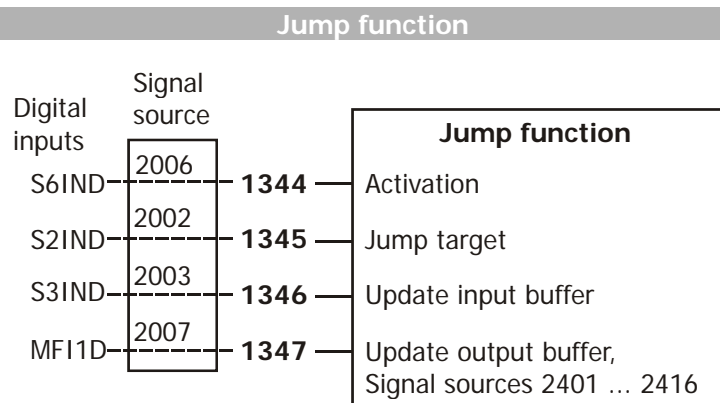 Jump function
Digital
inputs
Signal
source
Jump function
S6IND 2006 1344 Activation
S2IND 2002 1345 Jump target
S3IND 2003 1346 Update input buffer
MFI1D 2007 1347 Update output buffer,
Signal sources 2401 ... 2416